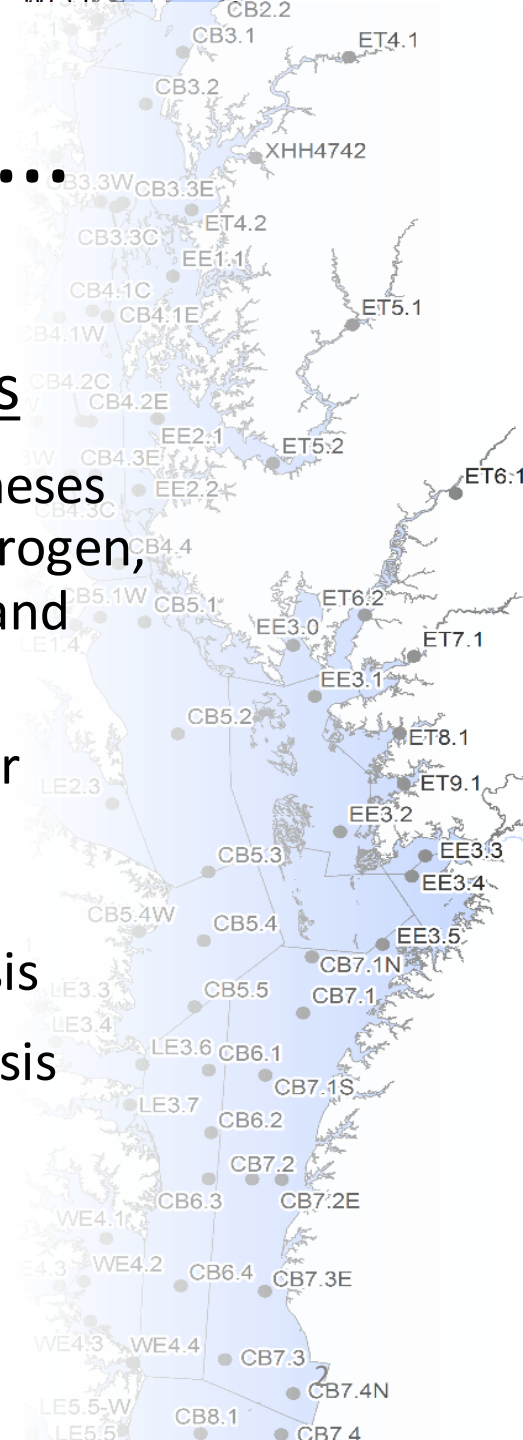 CB2.2
CB3.1
ET4.1
CB3.2
XHH4742
...
CB3.3W
CB3.3E
ET4.2
CB3.3C
EE1.1
CB4.1C
ET5.1
CB4.1E
CB4.1W
CB4.2C
s
CB4.2E
EE2.1
ET5.2
CB4.3E
ET6.1
neses
EE2.2
CB4.3C
rogen,
CB4.4
CB5.1W
CB5.1
ET6.2
and
EE3.0
LE1.4
ET7.1
EE3.1
CB5.2
ET8.1
r
LE2.3
ET9.1
EE3.2
CB5.3
EE3.3
EE3.4
CB5.4W
CB5.4
EE3.5
sis
CB7.1N
LE3.3
CB5.5
CB7.1
LE3.4
LE3.6
CB6.1
sis
CB7.1S
LE3.7
CB6.2
CB7.2
CB6.3
CB7.2E
WE4.1
WE4.2
CB6.4
CB7.3E
WE4.3
WE4.4
CB7.3
2
CB7.4N
LE5.5-W
CB8.1
LE5.5
CB7.4